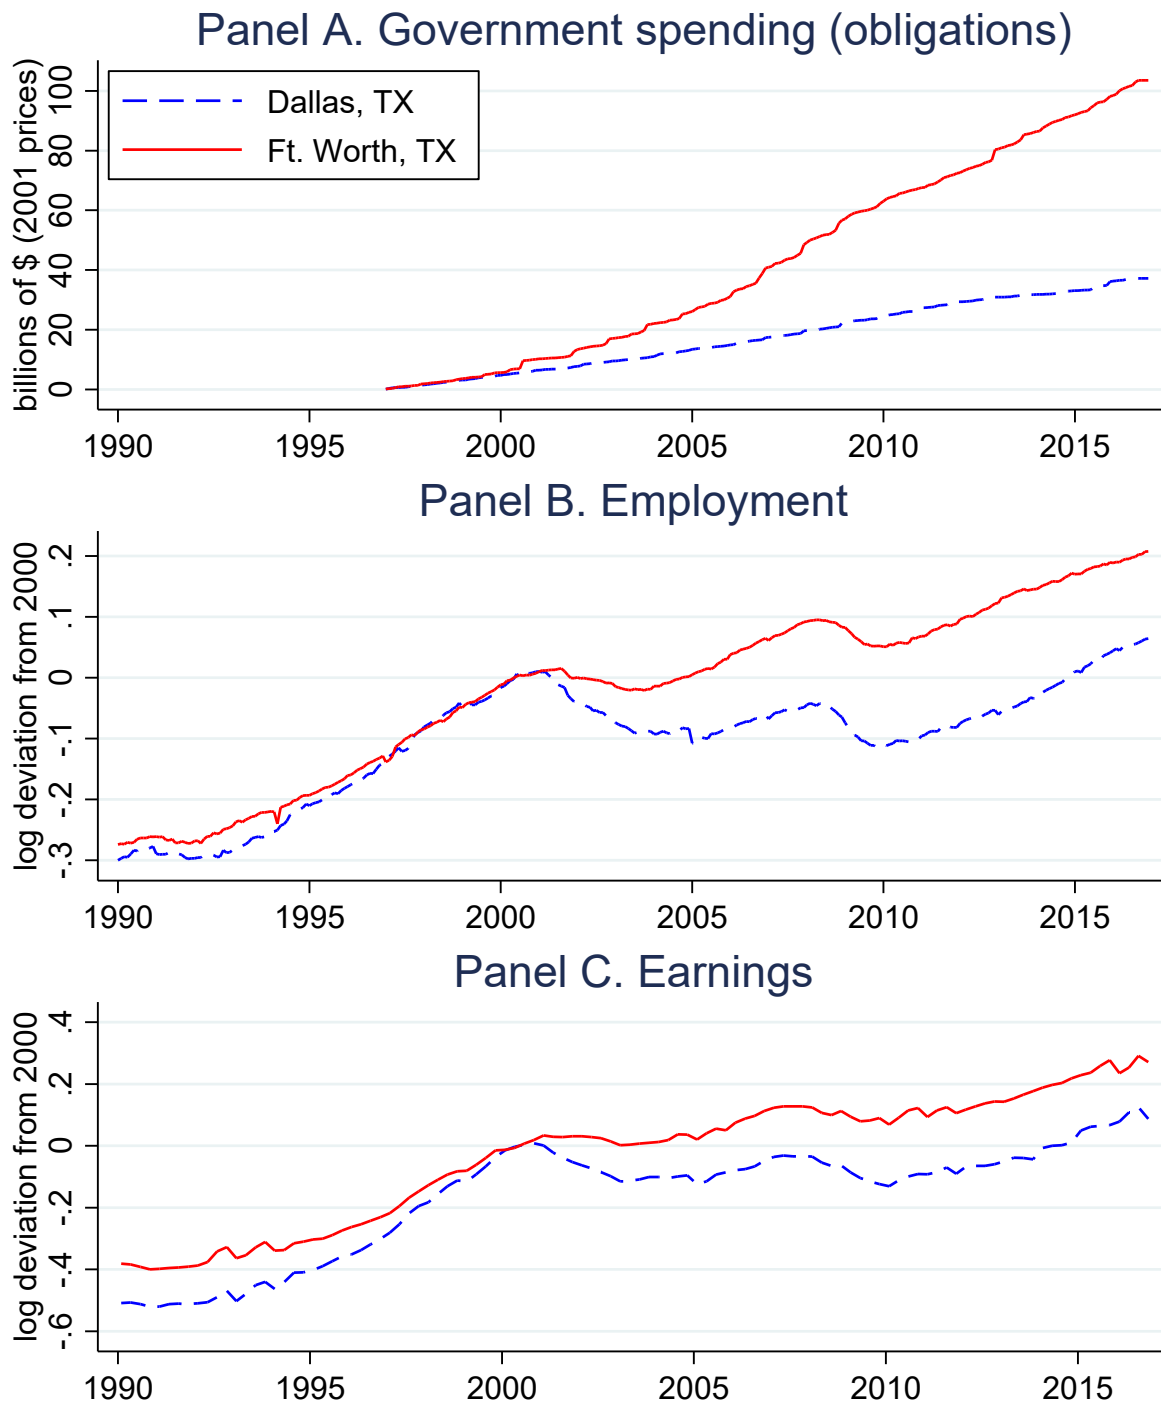 Panel A. Government spending (obligations)
billions of $ (2001 prices)
100
80
60
40
20
0
Dallas, TX
Ft. Worth, TX
1990 1995 2000 2005 2010 2015
Panel B. Employment
log deviation from 2000
.2
.1
0
-.1
-.2
-.3
1990 1995 2000 2005 2010 2015
Panel C. Earnings
log deviation from 2000
.4
.2
0
-.2
-.4
-.6
1990 1995 2000 2005 2010 2015